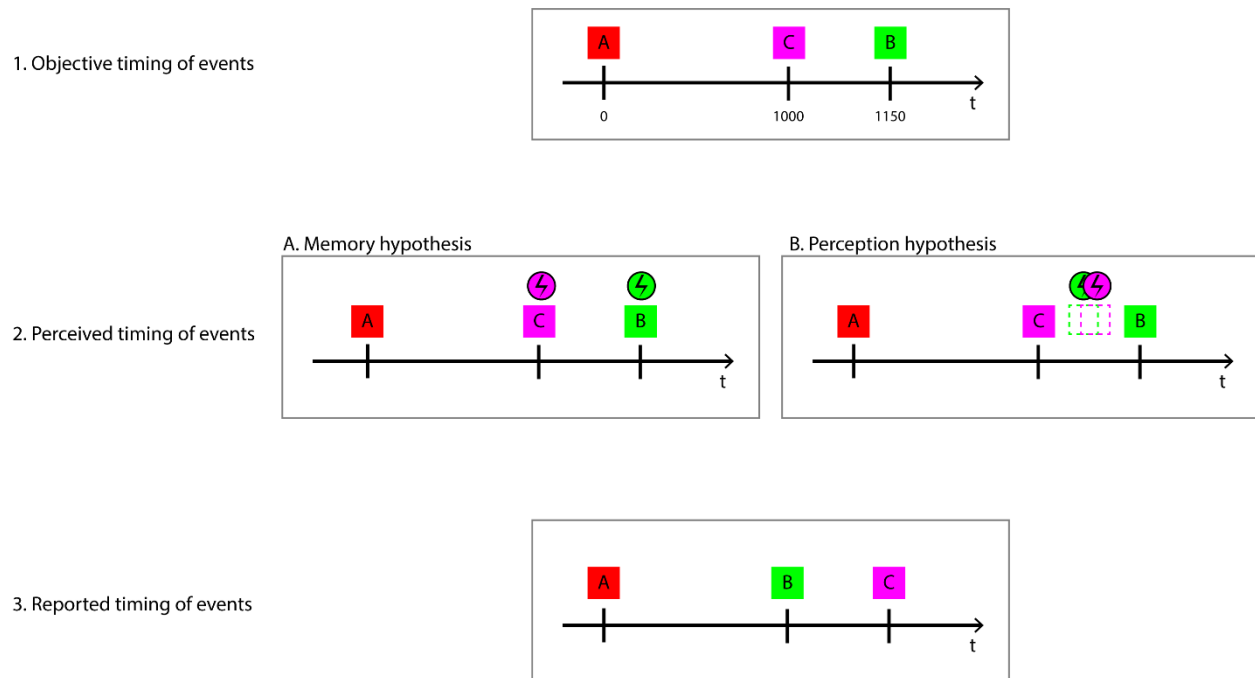 1. Objective timing of events
A C B
t
0 1000 1150
A. Memory hypothesis
B. Perception hypothesis
2. Perceived timing of events
A C B
t
A C B
t
3. Reported timing of events
A B C
t